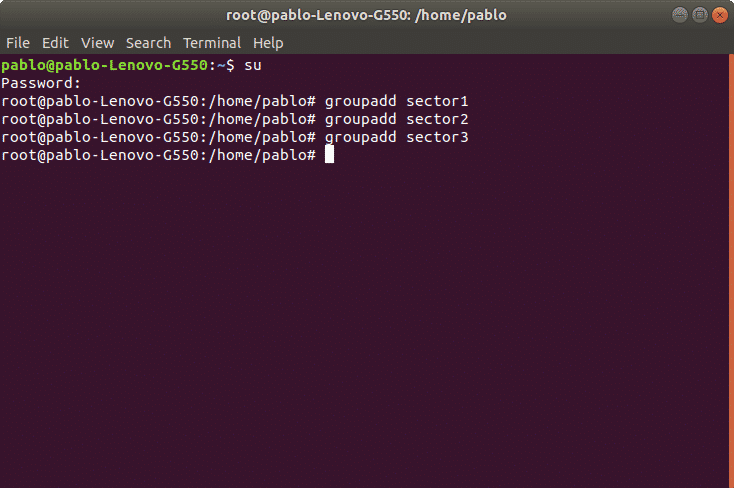 root@pablo-Lenovo-G550: /home/pablo
File Edit View Search Terminal Help
pablo@pablo-Lenovo-G550:~$ su
Password:
root@pablo-Lenovo-G550:/home/pablo# groupadd sector1
root@pablo-Lenovo-G550:/home/pablo# groupadd sector2
root@pablo-Lenovo-G550:/home/pablo# groupadd sector3
root@pablo-Lenovo-G550:/home/pablo#